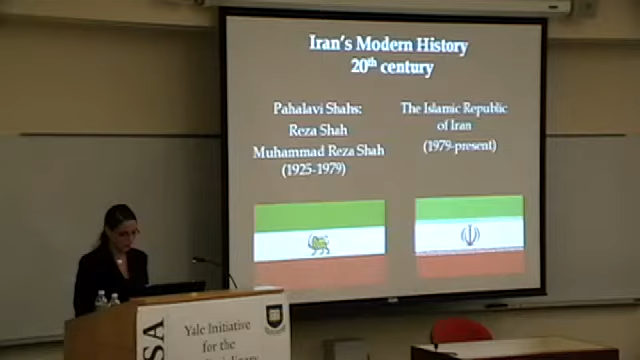 Iran's Modern History
20th century
Pahalavi Shahs:
Reza Shah
Muhammad Reza Shah
(1925-1979)
The Islamic Republic
of Iran
(1979-present)
SA
Yale Initiative
for the